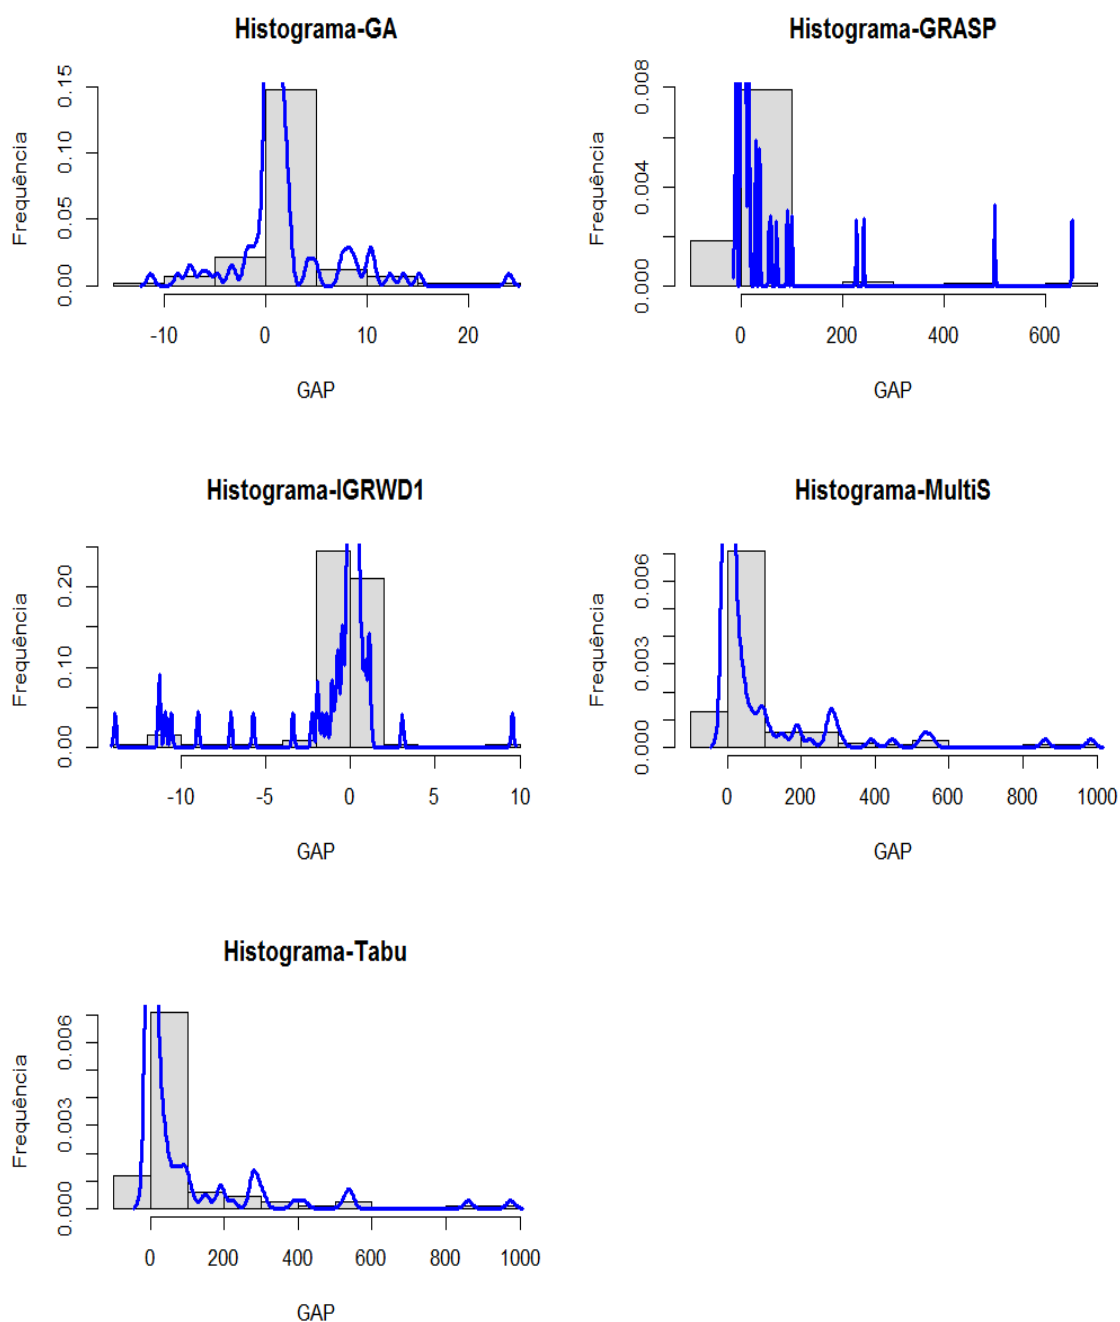 Histograma-GA
Frequência
0.00 0.05 0.10 0.15
-10 0 10 20
GAP
Histograma-GRASP
Frequência
0.000 0.004 0.008
0 200 400 600
GAP
Histograma-IGRWD1
Frequência
0.00 0.10 0.20
-10 -5 0 5 10
GAP
Histograma-MultiS
Frequência
0.000 0.003 0.006
0 200 400 600 800 1000
GAP
Histograma-Tabu
Frequência
0.000 0.003 0.006
0 200 400 600 800 1000
GAP